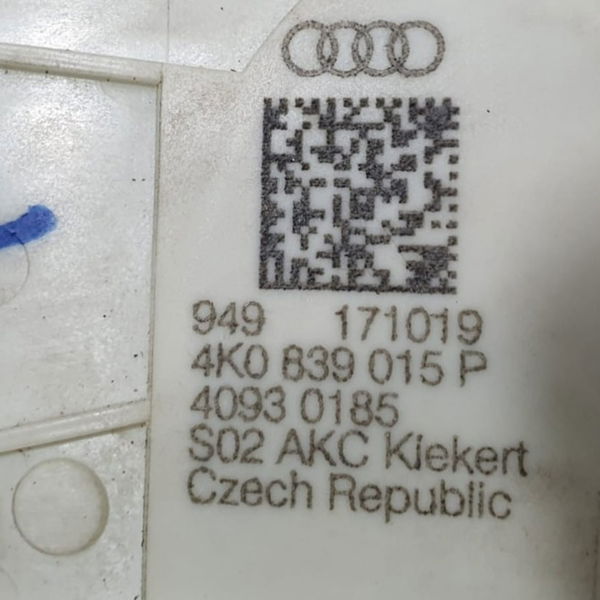 949 171019
4K0 839 015 P
4093 0185
S02 AKC Kiekert
Czech Republic